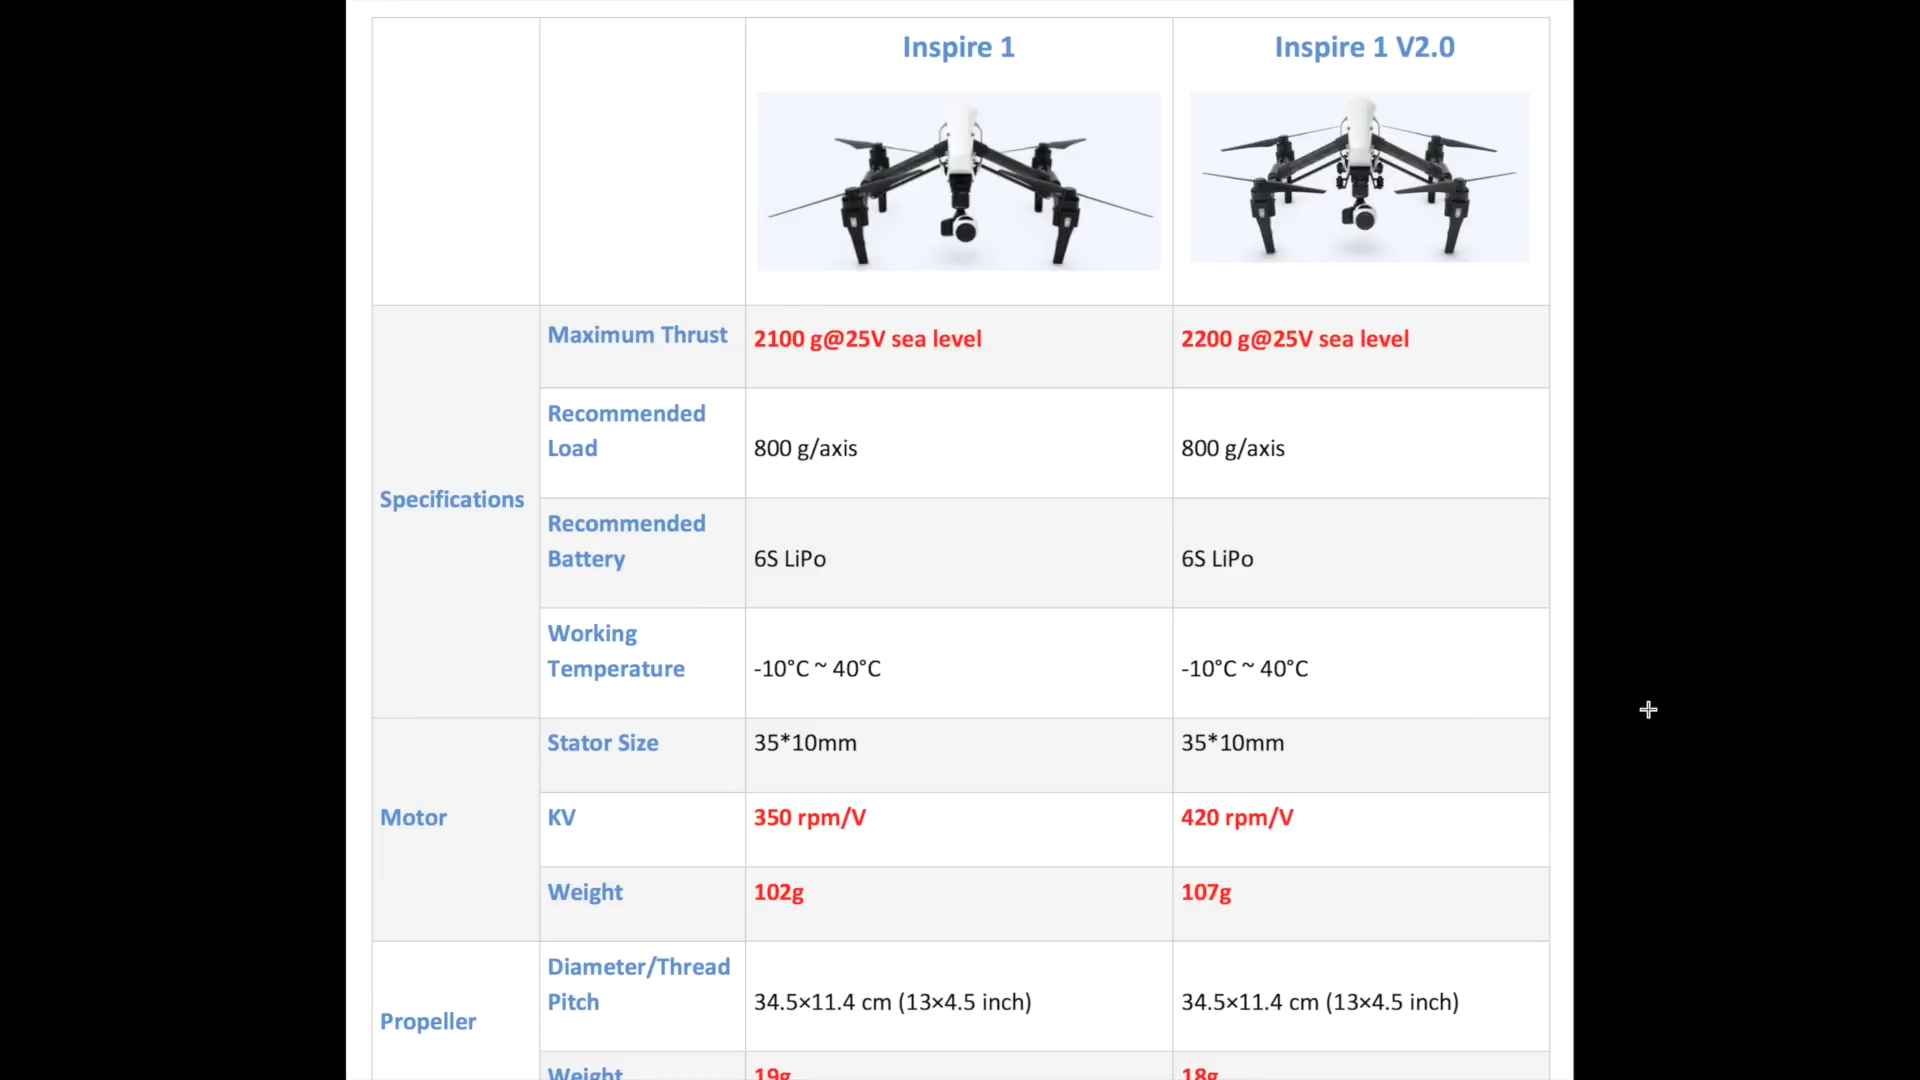 Inspire 1
Inspire 1 V2.0
Specifications
Maximum Thrust
2100 g@25V sea level
2200 g@25V sea level
Recommended
Load
800 g/axis
800 g/axis
Recommended
Battery
6S LiPo
6S LiPo
Working
Temperature
-10°C ~ 40°C
-10°C ~ 40°C
Motor
Stator Size
35*10mm
35*10mm
KV
350 rpm/V
420 rpm/V
Weight
102g
107g
Propeller
Diameter/Thread
Pitch
34.5×11.4 cm (13×4.5 inch)
34.5×11.4 cm (13×4.5 inch)
Weight
19g
18g